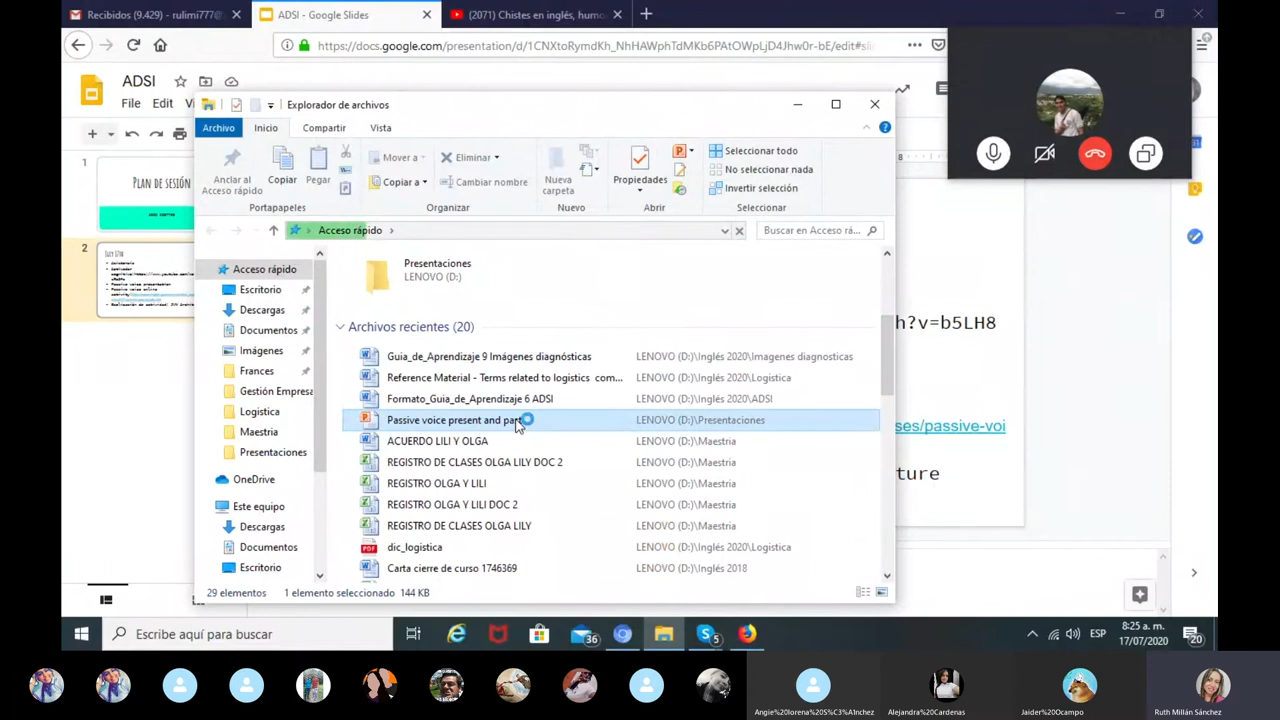 Recibidos (9.429) - rulimi777@
ADSI - Google Slides
(2071) Chistes en inglés, humo
https://docs.google.com/presentation/d/1CNXtoRymdKh_NhHAWphTdMKb6PAtOWpLjD4Jhw0r-bE/edit#sli
ADSI
File Edit
Explorador de archivos
Archivo Inicio Compartir Vista
Anclar al Acceso rápido
Copiar
Pegar
Mover a
Copiar a
Eliminar
Cambiar nombre
Nueva carpeta
Propiedades
Seleccionar todo
No seleccionar nada
Invertir selección
Portapapeles Organizar Nuevo Abrir Seleccionar
Acceso rápido
Buscar en Acceso rá...
1
PLAN DE SESIÓN
2
Acceso rápido
Escritorio
Descargas
Documentos
Imágenes
Frances
Gestión Empresa
Logistica
Maestria
Presentaciones
OneDrive
Este equipo
Descargas
Documentos
Escritorio
Presentaciones
LENOVO (D:)
Archivos recientes (20)
Guia_de_Aprendizaje 9 Imágenes diagnósticas LENOVO (D:)\Inglés 2020\Imagenes diagnosticas
Reference Material - Terms related to logistics com... LENOVO (D:)\Inglés 2020\Logistica
Formato_Guia_de_Aprendizaje 6 ADSI LENOVO (D:)\Inglés 2020\ADSI
Passive voice present and past LENOVO (D:)\Presentaciones
ACUERDO LILI Y OLGA LENOVO (D:)\Maestria
REGISTRO DE CLASES OLGA LILY DOC 2 LENOVO (D:)\Maestria
REGISTRO OLGA Y LILI LENOVO (D:)\Maestria
REGISTRO OLGA Y LILI DOC 2 LENOVO (D:)\Maestria
REGISTRO DE CLASES OLGA LILY LENOVO (D:)\Maestria
dic_logistica LENOVO (D:)\Inglés 2020\Logistica
Carta cierre de curso 1746369 LENOVO (D:)\Inglés 2018
29 elementos 1 elemento seleccionado 144 KB
8
h?v=b5LH8
ses/passive-voi
ture
Escribe aquí para buscar
36
5
ESP
8:25 a. m.
17/07/2020
20
Angie%20lorena%20S%C3%A1nchez
Alejandra%20Cardenas
Jaider%20Ocampo
Ruth Millán Sánchez